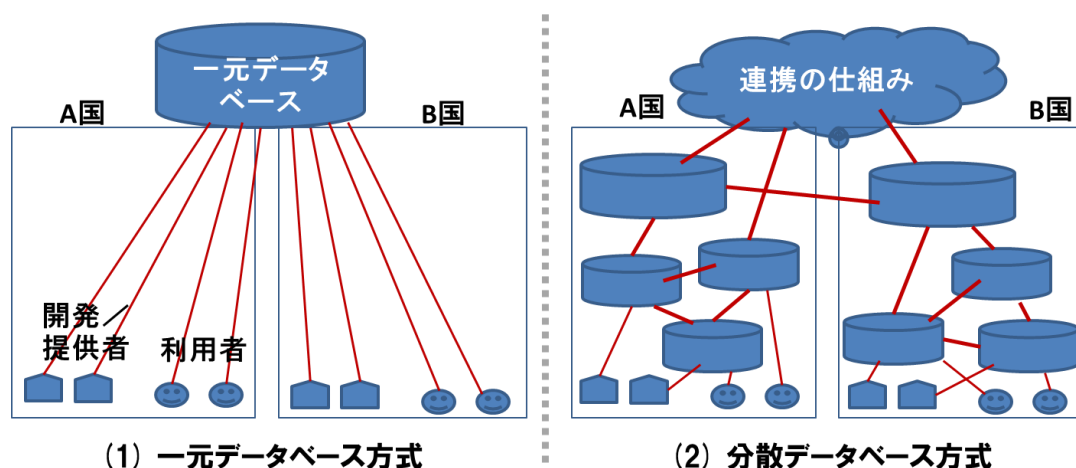 一元データ
ベース
A国
B国
開発／
提供者
利用者
(1) 一元データベース方式
連携の仕組み
A国
B国
(2) 分散データベース方式